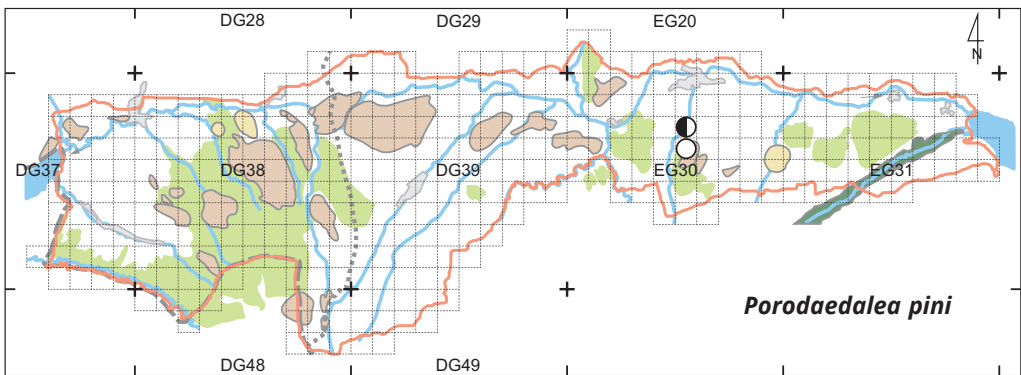 DG28 DG29 EG20
N
DG37 DG38 DG39 EG30 EG31
Porodaedalea pini
DG48 DG49